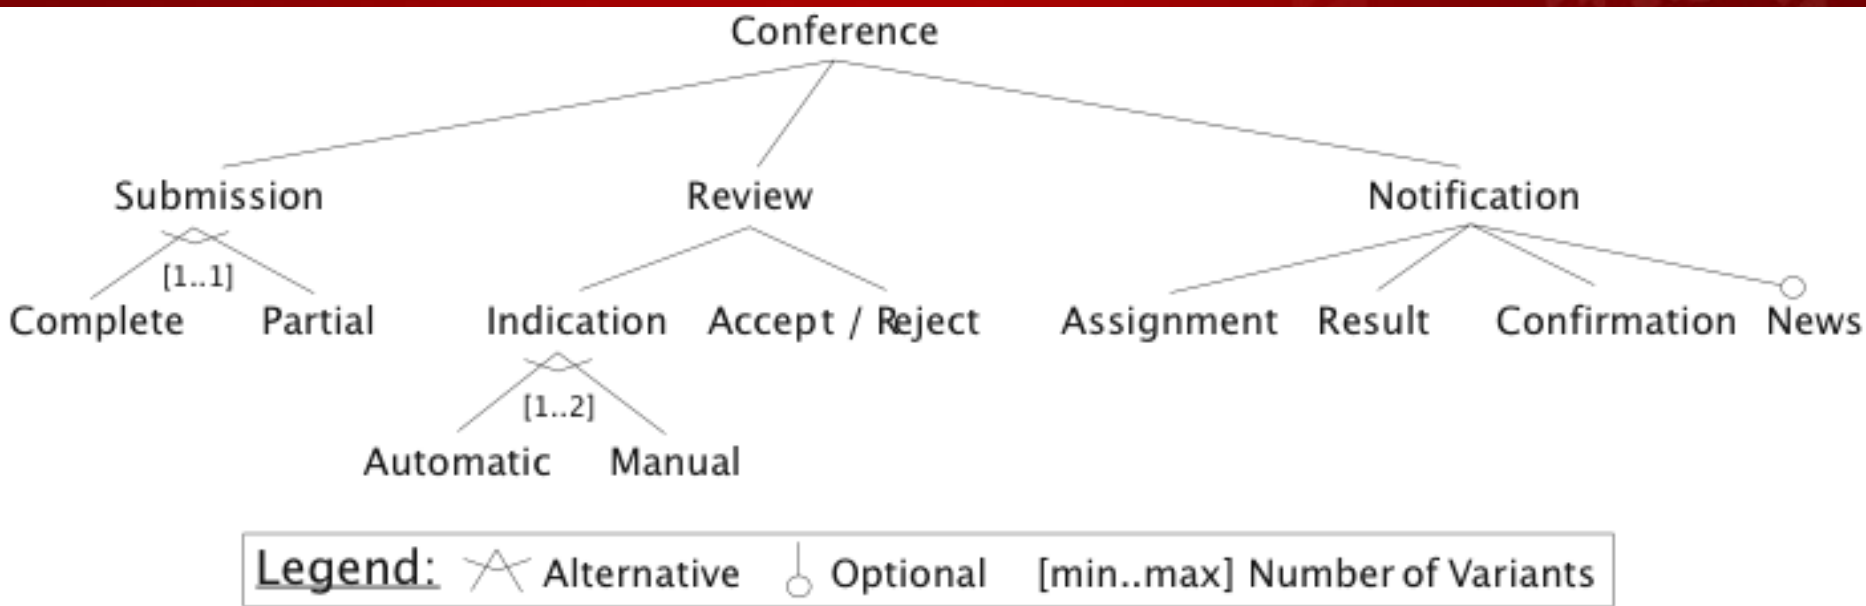 Conference
Submission Review Notification
[1..1]
Complete Partial Indication Accept / Reject Assignment Result Confirmation News
[1..2]
Automatic Manual
Legend: Alternative Optional [min..max] Number of Variants